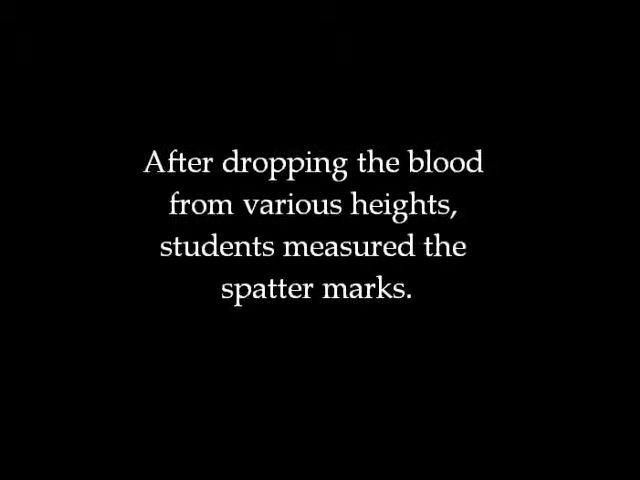 After dropping the blood
from various heights,
students measured the
spatter marks.